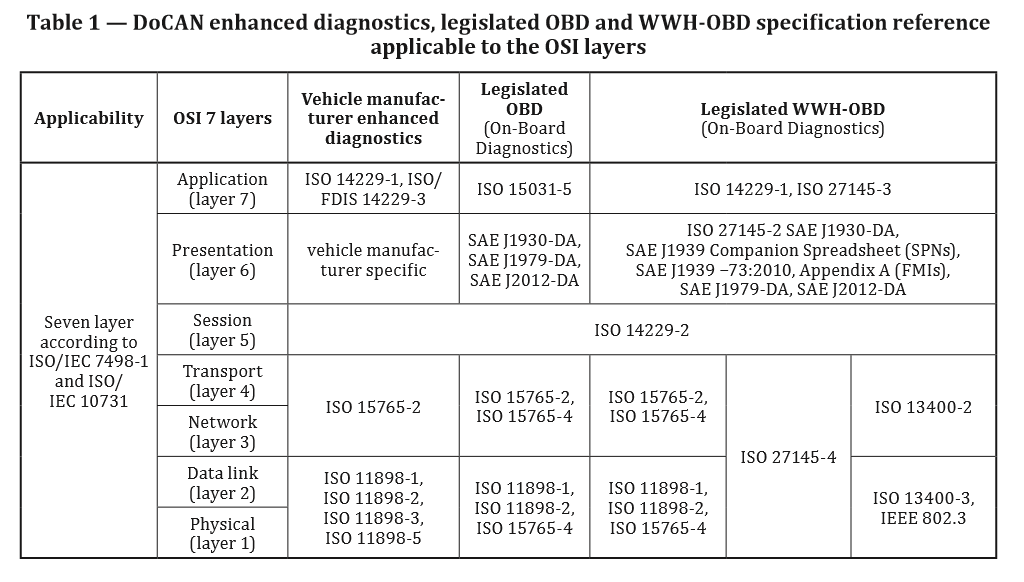 Table 1 — DoCAN enhanced diagnostics, legislated OBD and WWH-OBD specification reference
applicable to the OSI layers
Applicability
OSI 7 layers
Vehicle manufac-
turer enhanced
diagnostics
Legislated
OBD
(On-Board
Diagnostics)
Legislated WWH-OBD
(On-Board Diagnostics)
Seven layer
according to
ISO/IEC 7498-1
and ISO/
IEC 10731
Application
(layer 7)
ISO 14229-1, ISO/
FDIS 14229-3
ISO 15031-5
ISO 14229-1, ISO 27145-3
Presentation
(layer 6)
vehicle manufac-
turer specific
SAE J1930-DA,
SAE J1979-DA,
SAE J2012-DA
ISO 27145-2 SAE J1930-DA,
SAE J1939 Companion Spreadsheet (SPNs),
SAE J1939 –73:2010, Appendix A (FMIs),
SAE J1979-DA, SAE J2012-DA
Session
(layer 5)
ISO 14229-2
Transport
(layer 4)
Network
(layer 3)
ISO 15765-2
ISO 15765-2,
ISO 15765-4
ISO 15765-2,
ISO 15765-4
ISO 27145-4
ISO 13400-2
Data link
(layer 2)
Physical
(layer 1)
ISO 11898-1,
ISO 11898-2,
ISO 11898-3,
ISO 11898-5
ISO 11898-1,
ISO 11898-2,
ISO 15765-4
ISO 11898-1,
ISO 11898-2,
ISO 15765-4
ISO 13400-3,
IEEE 802.3